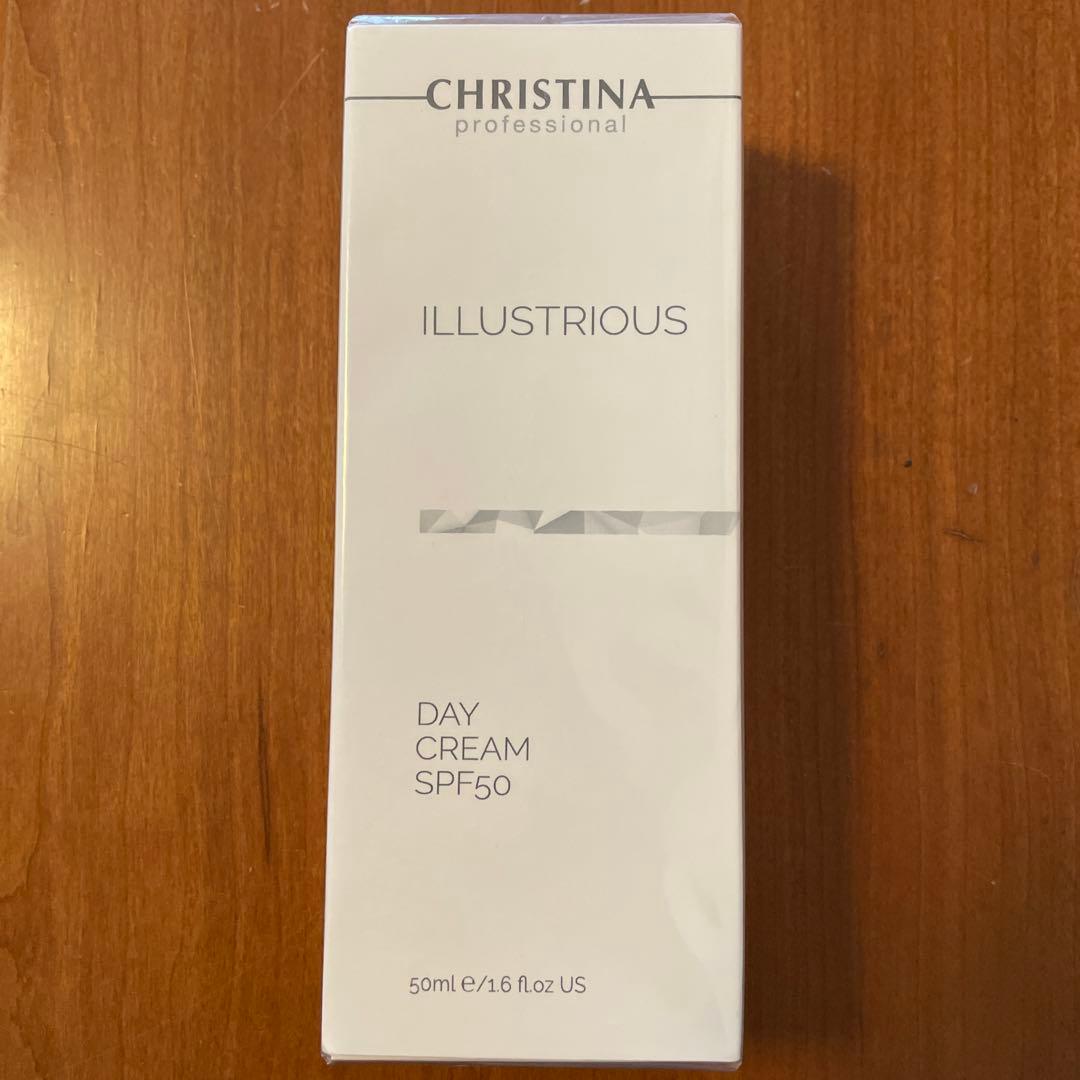 CHRISTINA
professional
ILLUSTRIOUS
DAY
CREAM
SPF50
50ml ℮/1.6 fl.oz US